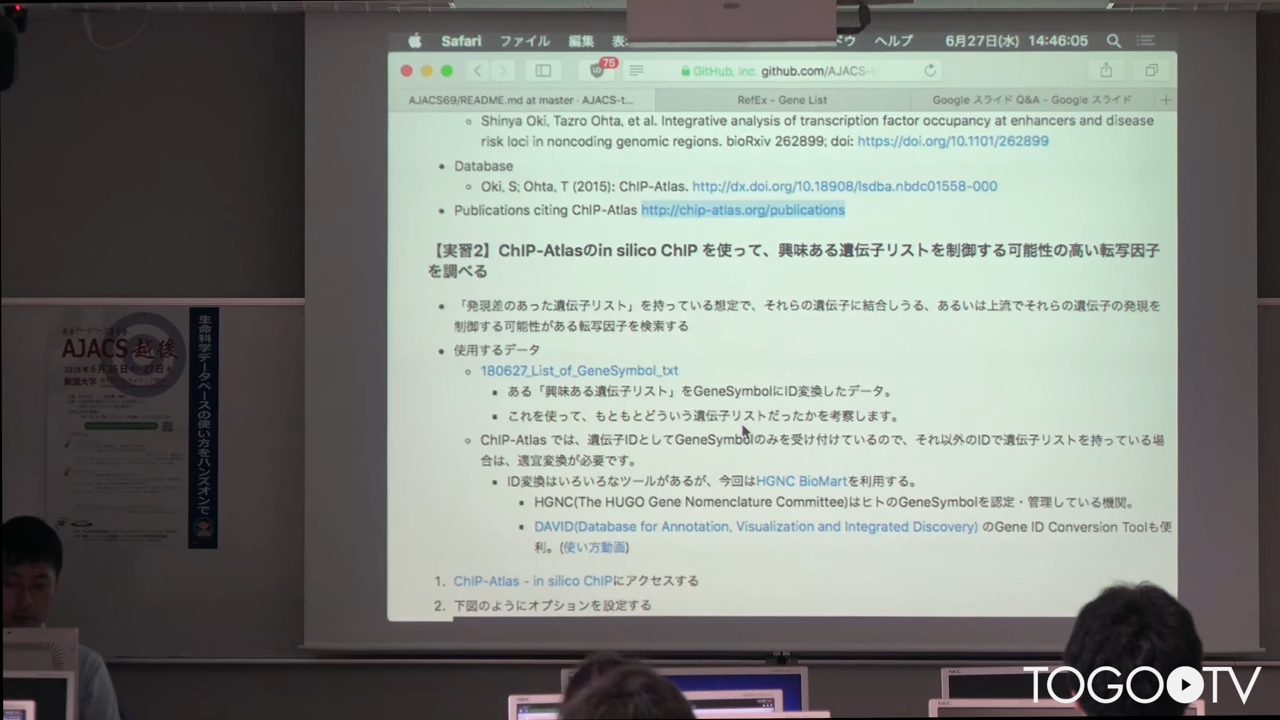 Safari ファイル 編集 表 ドウ ヘルプ 6月27日(水) 14:46:05
75
GitHub, Inc. github.com/AJACS-t
AJACS69/README.md at master · AJACS-t... RefEx - Gene List Google スライド Q&A - Google スライド
Shinya Oki, Tazro Ohta, et al. Integrative analysis of transcription factor occupancy at enhancers and disease
risk loci in noncoding genomic regions. bioRxiv 262899; doi: https://doi.org/10.1101/262899
Database
Oki, S; Ohta, T (2015): ChIP-Atlas. http://dx.doi.org/10.18908/lsdba.nbdc01558-000
Publications citing ChIP-Atlas http://chip-atlas.org/publications
【実習2】ChIP-Atlasのin silico ChIP を使って、興味ある遺伝子リストを制御する可能性の高い転写因子
を調べる
「発現差のあった遺伝子リスト」を持っている想定で、それらの遺伝子に結合しうる、あるいは上流でそれらの遺伝子の発現を
制御する可能性がある転写因子を検索する
使用するデータ
180627_List_of_GeneSymbol_txt
ある「興味ある遺伝子リスト」をGeneSymbolにID変換したデータ。
これを使って、もともとどういう遺伝子リストだったかを考察します。
ChIP-Atlas では、遺伝子IDとしてGeneSymbolのみを受け付けているので、それ以外のIDで遺伝子リストを持っている場
合は、適宜変換が必要です。
ID変換はいろいろなツールがあるが、今回はHGNC BioMartを利用する。
HGNC(The HUGO Gene Nomenclature Committee)はヒトのGeneSymbolを認定・管理している機関。
DAVID(Database for Annotation, Visualization and Integrated Discovery) のGene ID Conversion Toolも便
利。(使い方動画)
1. ChIP-Atlas - in silico ChIPにアクセスする
2. 下図のようにオプションを設定する
AJACS 越後
新潟大学
生命科学データベースの使い方をハンズオンで
NEC
NEC
NEC
TOGO TV